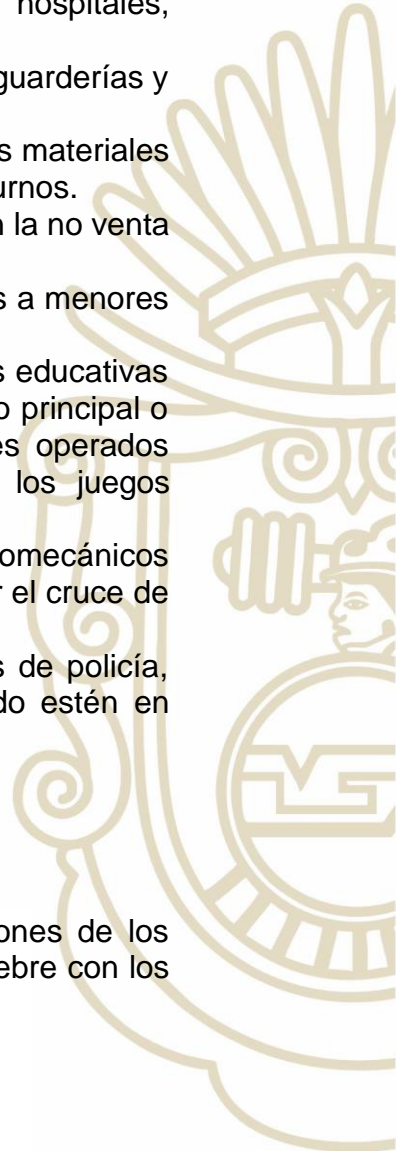 hospitales,
guarderías y
s materiales
urnos.
n la no venta
s a menores
s educativas
o principal o
es operados
los juegos
omecánicos
r el cruce de
s de policía,
do estén en
ones de los
ebre con los